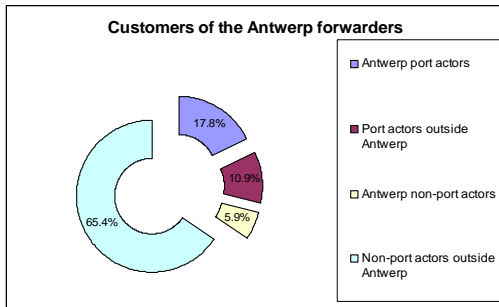 Customers of the Antwerp forwarders
17.8%
10.9%
5.9%
65.4%
Antwerp port actors
Port actors outside
Antwerp
Antwerp non-port actors
Non-port actors outside
Antwerp